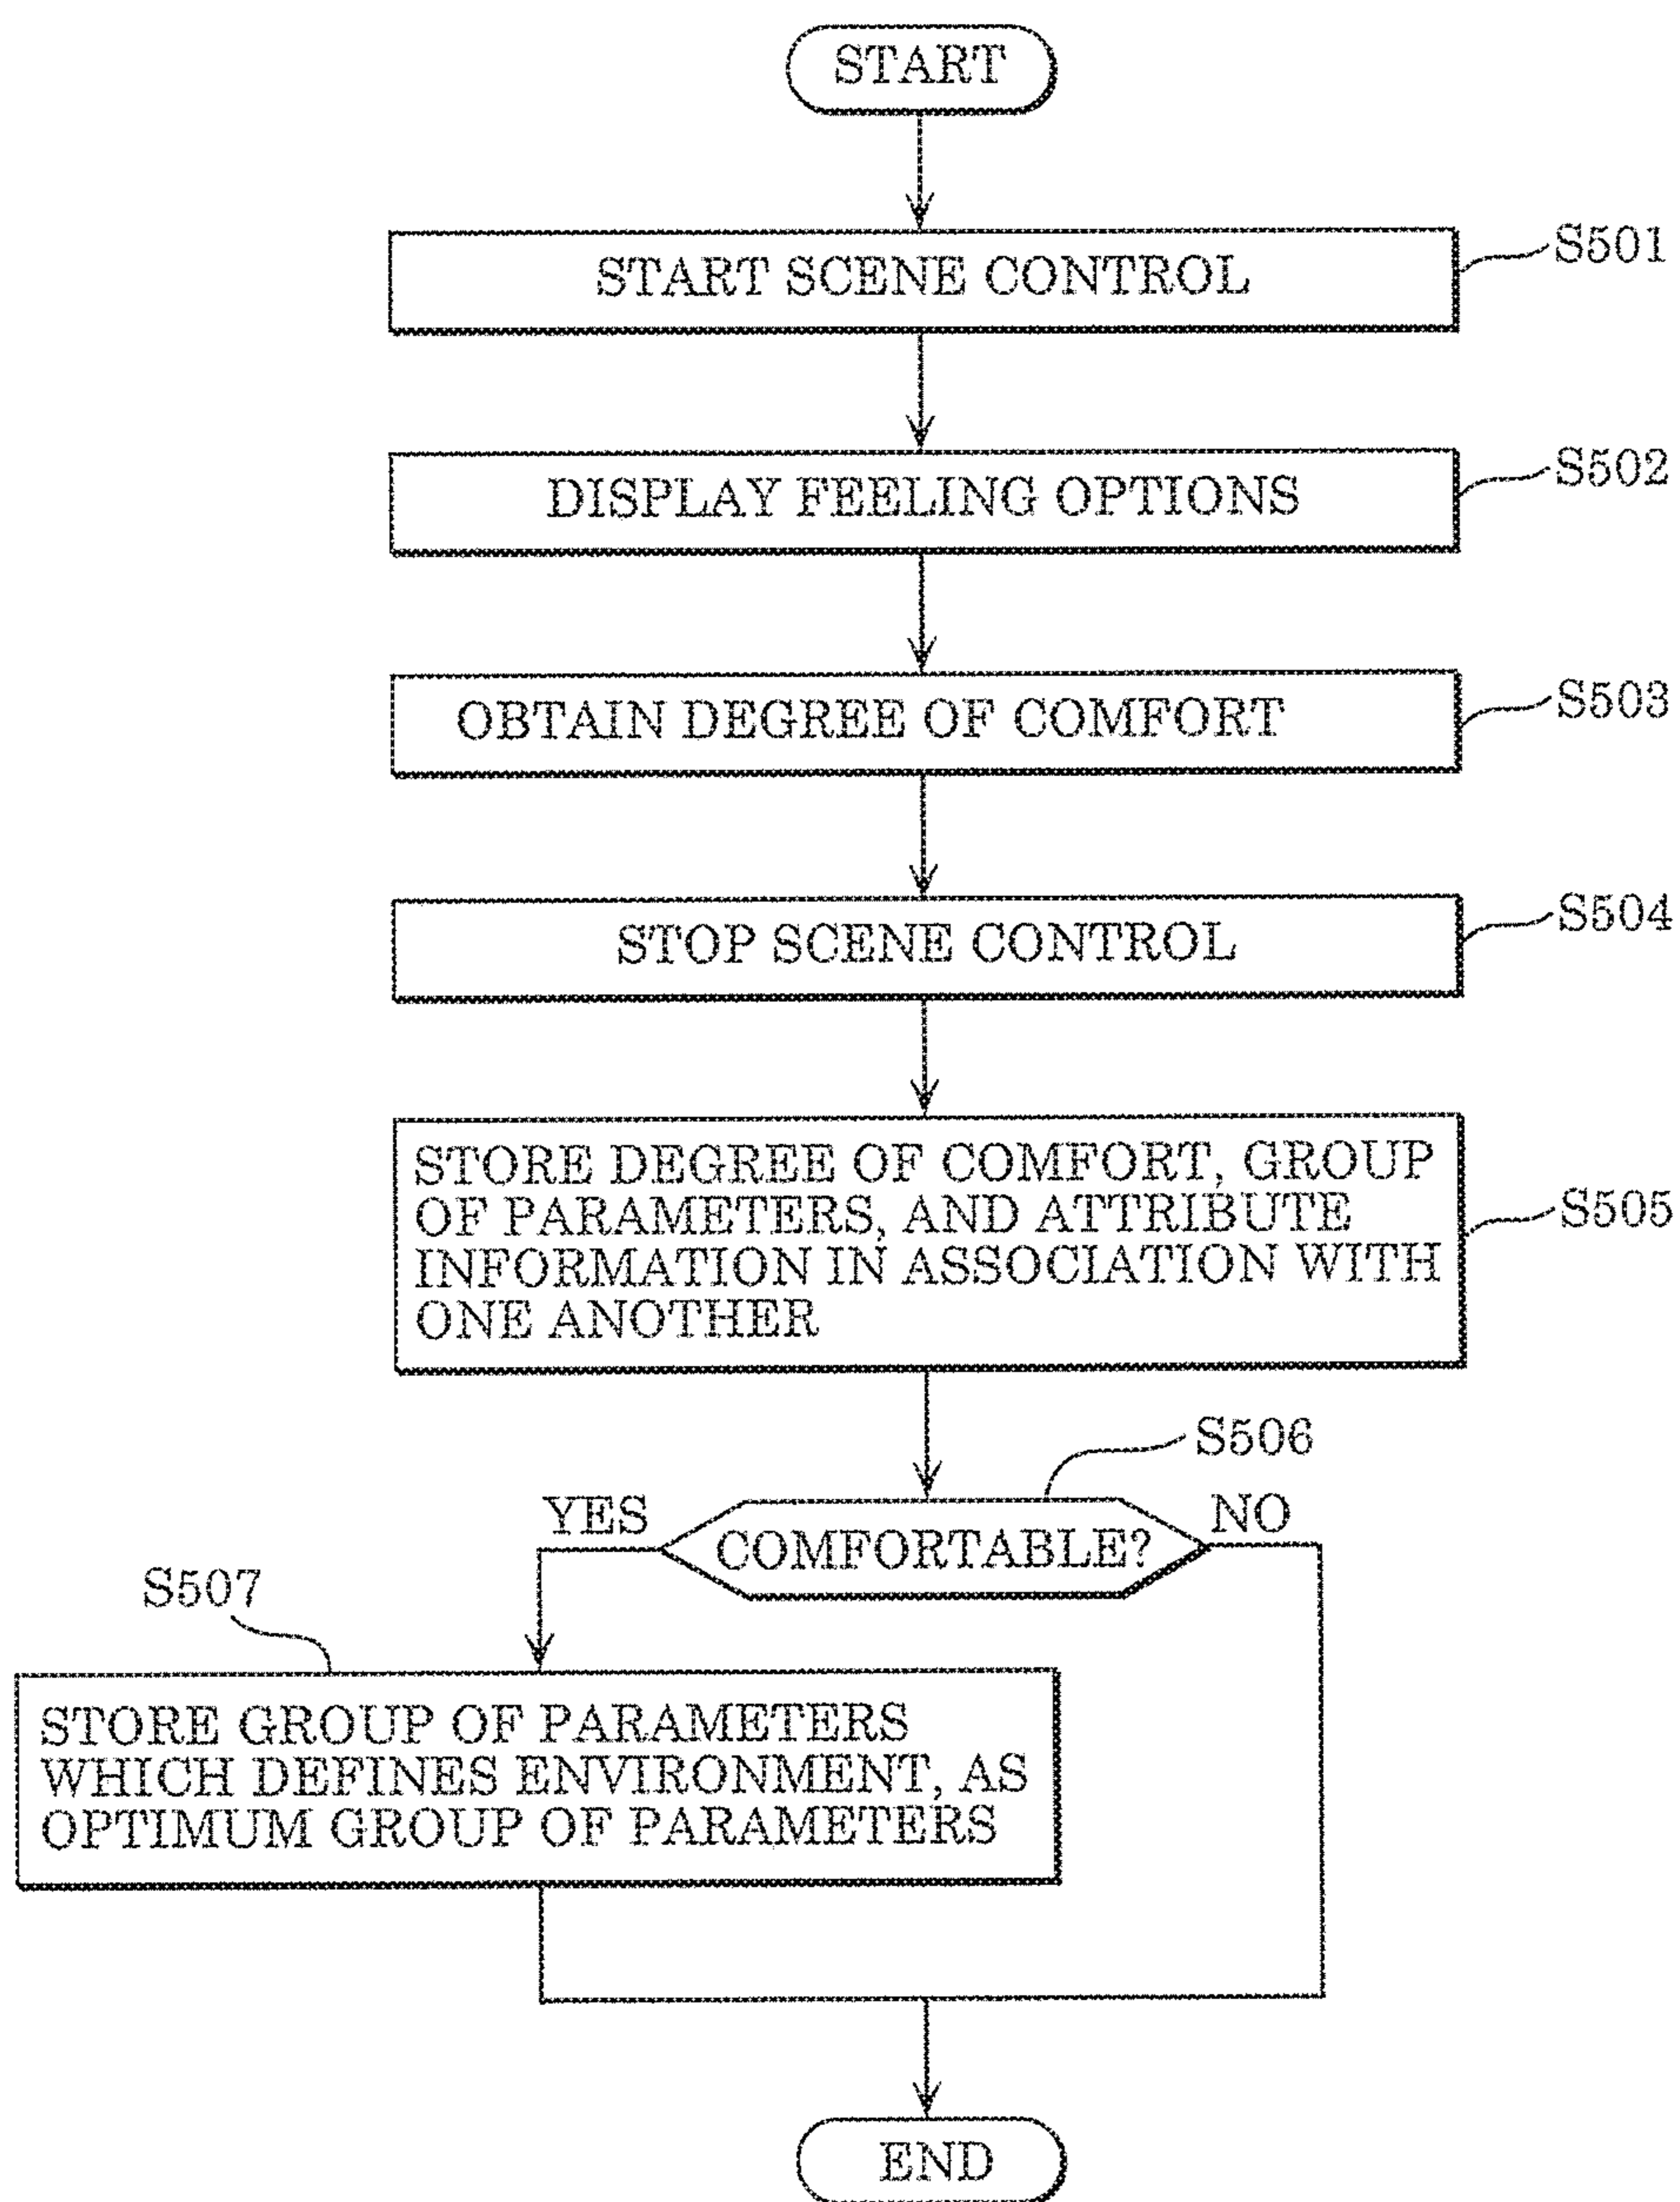 START
START SCENE CONTROL
S501
DISPLAY FEELING OPTIONS
S502
OBTAIN DEGREE OF COMFORT
S503
STOP SCENE CONTROL
S504
STORE DEGREE OF COMFORT, GROUP
OF PARAMETERS, AND ATTRIBUTE
INFORMATION IN ASSOCIATION WITH
ONE ANOTHER
S505
S506
YES
COMFORTABLE?
NO
S507
STORE GROUP OF PARAMETERS
WHICH DEFINES ENVIRONMENT, AS
OPTIMUM GROUP OF PARAMETERS
END